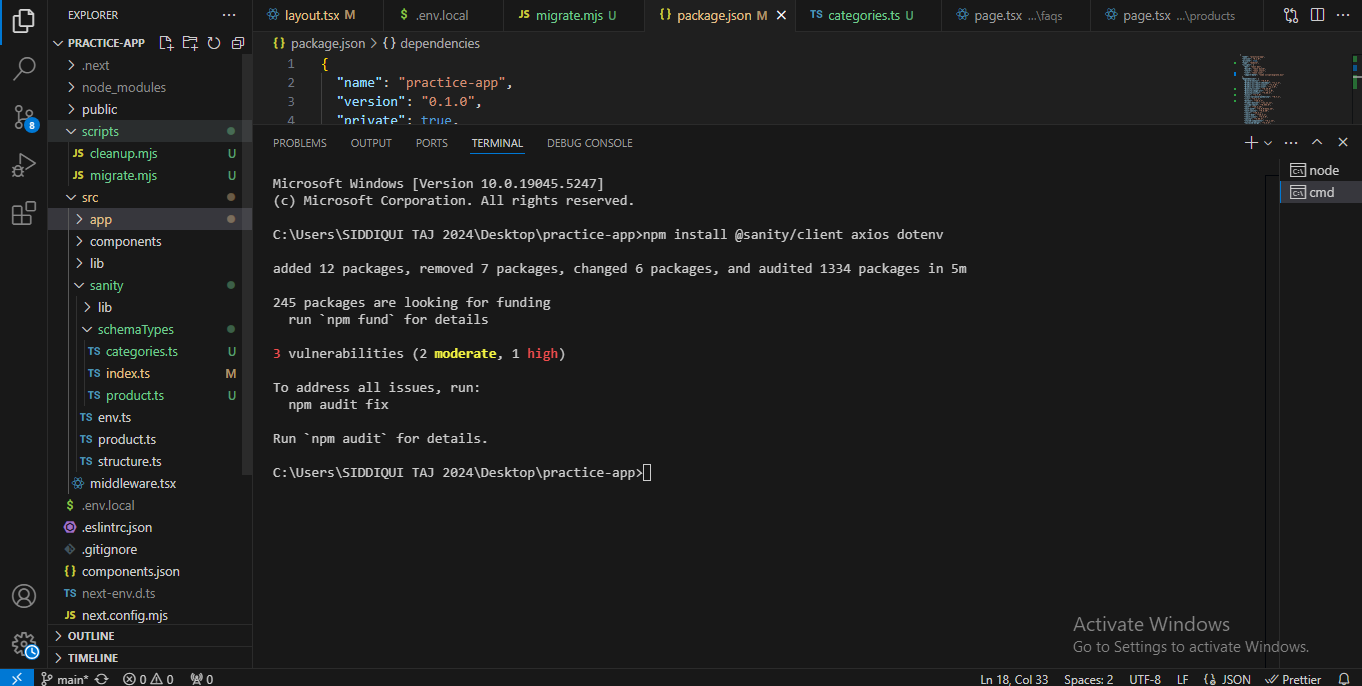 EXPLORER
PRACTICE-APP
.next
node_modules
public
scripts
JS cleanup.mjs U
JS migrate.mjs U
src
app
components
lib
sanity
lib
schemaTypes
TS categories.ts U
TS index.ts M
TS product.ts U
TS env.ts
TS product.ts
TS structure.ts
middleware.tsx
$ .env.local
.eslintrc.json
.gitignore
{} components.json
TS next-env.d.ts
JS next.config.mjs
OUTLINE
TIMELINE
8
layout.tsx M
$ .env.local
JS migrate.mjs U
{} package.json M
TS categories.ts U
page.tsx ...\faqs
page.tsx ...\products
{} package.json > {} dependencies
1 {
2 "name": "practice-app",
3 "version": "0.1.0",
4 "private": true,
PROBLEMS OUTPUT PORTS TERMINAL DEBUG CONSOLE
node
cmd
Microsoft Windows [Version 10.0.19045.5247]
(c) Microsoft Corporation. All rights reserved.
C:\Users\SIDDIQUI TAJ 2024\Desktop\practice-app>npm install @sanity/client axios dotenv
added 12 packages, removed 7 packages, changed 6 packages, and audited 1334 packages in 5m
245 packages are looking for funding
run `npm fund` for details
3 vulnerabilities (2 moderate, 1 high)
To address all issues, run:
npm audit fix
Run `npm audit` for details.
C:\Users\SIDDIQUI TAJ 2024\Desktop\practice-app>
Activate Windows
Go to Settings to activate Windows.
main* 0 0 0
Ln 18, Col 33 Spaces: 2 UTF-8 LF {} JSON Prettier